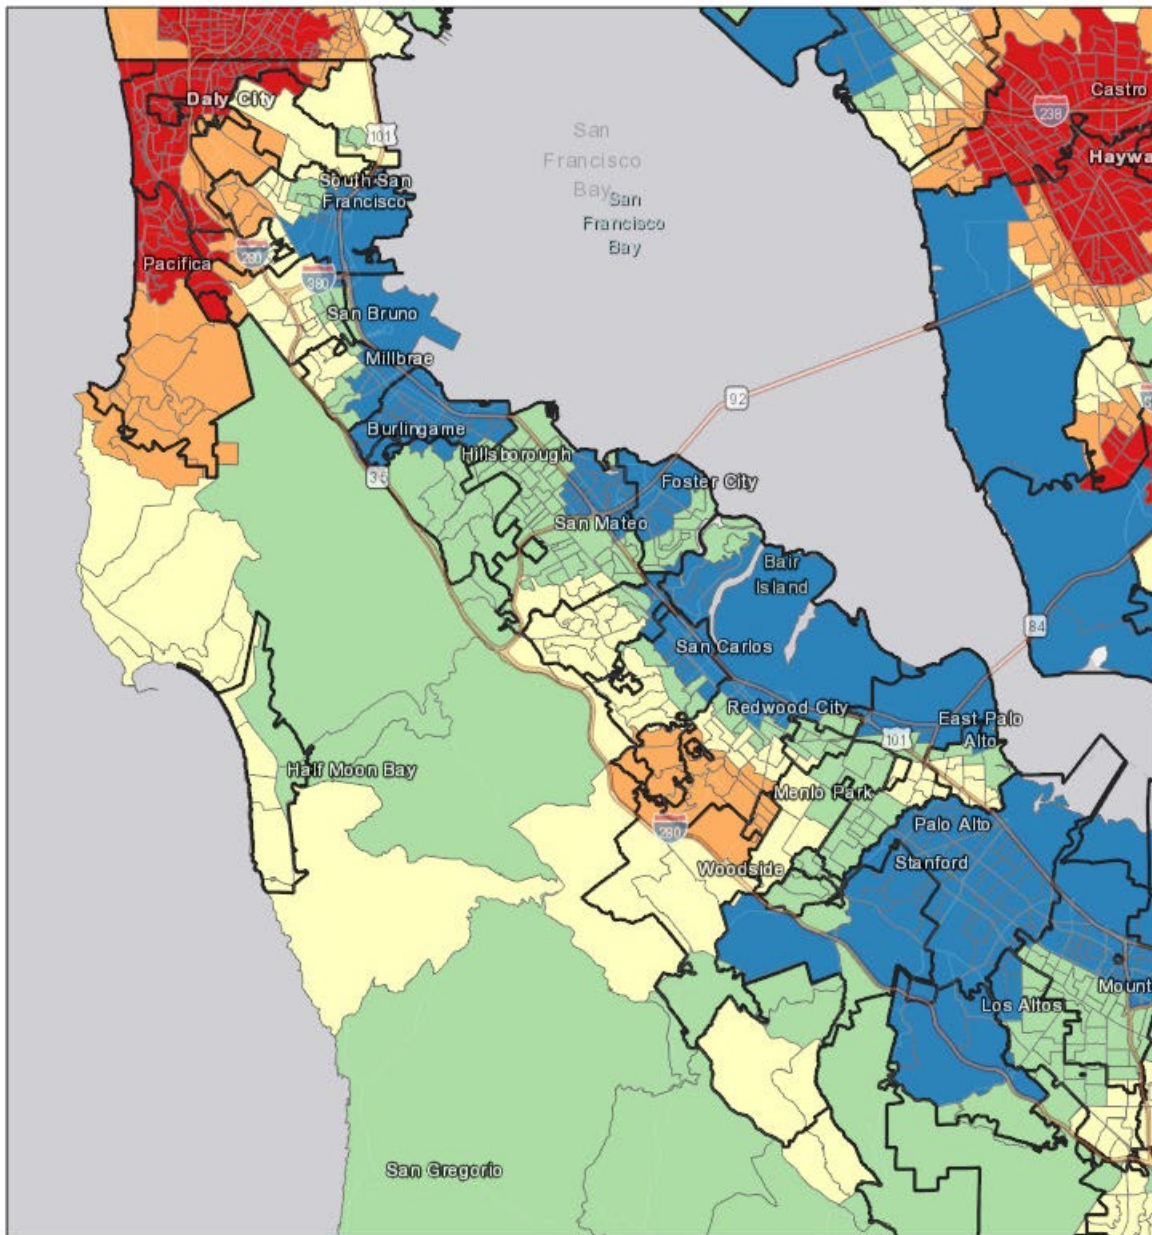 Castro
Daly City
238
101
San
Francisco
Bay
Haywa
South San
Francisco
San
Francisco
Bay
280
Pacifica
380
San Bruno
Millbrae
92
Burlingame
Hillsborough
35
Foster City
San Mateo
Bair
Island
84
San Carlos
Redwood City
East Palo
Alto
101
Half Moon Bay
Menlo Park
280
Palo Alto
Stanford
Woodside
Mount
Los Altos
San Gregorio